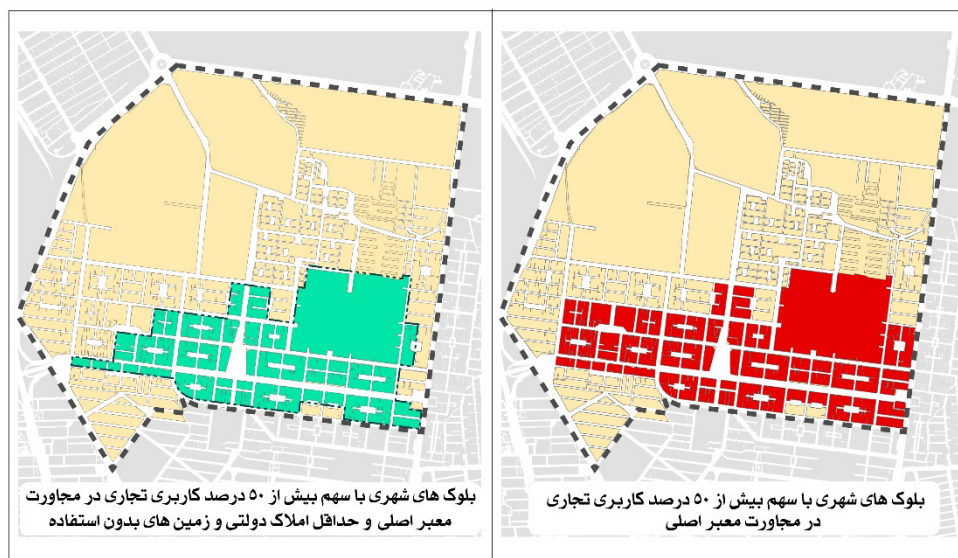 بلوک های شهری با سهم بیش از ۵۰ درصد کاربری تجاری
در مجاورت معبر اصلی
بلوک های شهری با سهم بیش از ۵۰ درصد کاربری تجاری در مجاورت
معبر اصلی و حداقل املاک دولتی و زمین های بدون استفاده